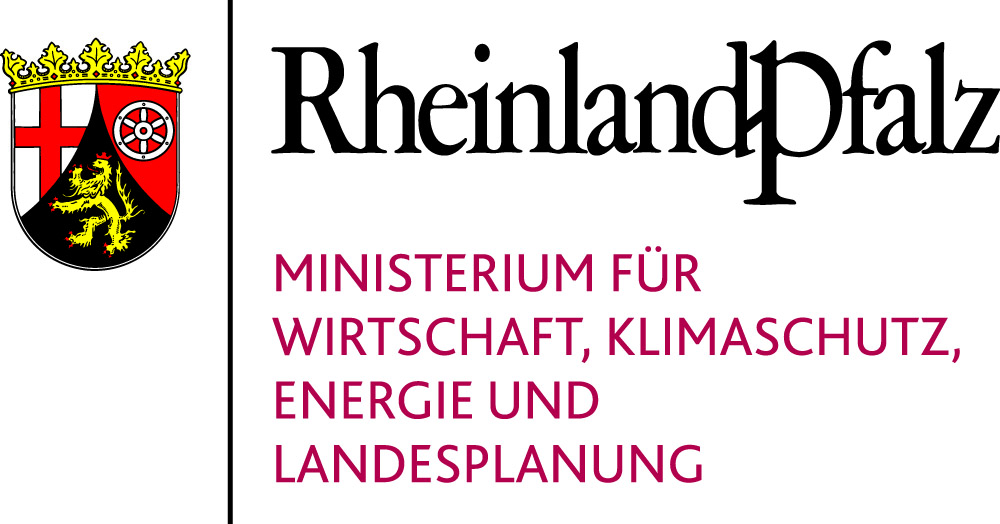 RheinlandPfalz
MINISTERIUM FÜR
WIRTSCHAFT, KLIMASCHUTZ,
ENERGIE UND
LANDESPLANUNG